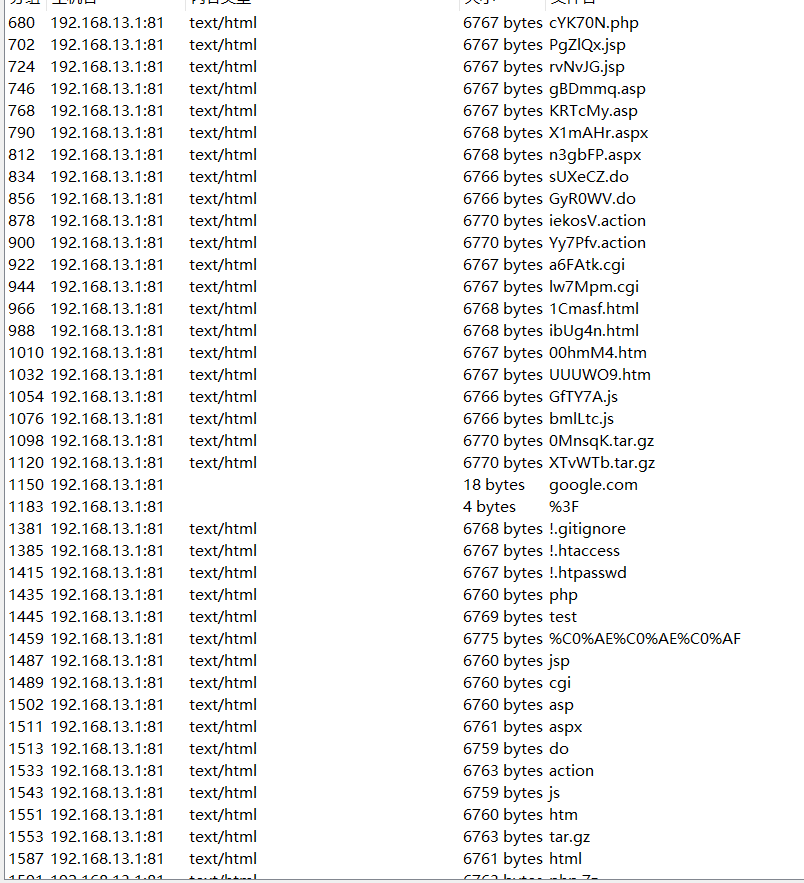 680 192.168.13.1:81 text/html 6767 bytes cYK70N.php
702 192.168.13.1:81 text/html 6767 bytes PgZlQx.jsp
724 192.168.13.1:81 text/html 6767 bytes rvNvJG.jsp
746 192.168.13.1:81 text/html 6767 bytes gBDmmq.asp
768 192.168.13.1:81 text/html 6767 bytes KRTcMy.asp
790 192.168.13.1:81 text/html 6768 bytes X1mAHr.aspx
812 192.168.13.1:81 text/html 6768 bytes n3gbFP.aspx
834 192.168.13.1:81 text/html 6766 bytes sUXeCZ.do
856 192.168.13.1:81 text/html 6766 bytes GyR0WV.do
878 192.168.13.1:81 text/html 6770 bytes iekosV.action
900 192.168.13.1:81 text/html 6770 bytes Yy7Pfv.action
922 192.168.13.1:81 text/html 6767 bytes a6FAtk.cgi
944 192.168.13.1:81 text/html 6767 bytes lw7Mpm.cgi
966 192.168.13.1:81 text/html 6768 bytes 1Cmasf.html
988 192.168.13.1:81 text/html 6768 bytes ibUg4n.html
1010 192.168.13.1:81 text/html 6767 bytes 00hmM4.htm
1032 192.168.13.1:81 text/html 6767 bytes UUUWO9.htm
1054 192.168.13.1:81 text/html 6766 bytes GfTY7A.js
1076 192.168.13.1:81 text/html 6766 bytes bmlLtc.js
1098 192.168.13.1:81 text/html 6770 bytes 0MnsqK.tar.gz
1120 192.168.13.1:81 text/html 6770 bytes XTvWTb.tar.gz
1150 192.168.13.1:81 18 bytes google.com
1183 192.168.13.1:81 4 bytes %3F
1381 192.168.13.1:81 text/html 6768 bytes !.gitignore
1385 192.168.13.1:81 text/html 6767 bytes !.htaccess
1415 192.168.13.1:81 text/html 6767 bytes !.htpasswd
1435 192.168.13.1:81 text/html 6760 bytes php
1445 192.168.13.1:81 text/html 6769 bytes test
1459 192.168.13.1:81 text/html 6775 bytes %C0%AE%C0%AE%C0%AF
1487 192.168.13.1:81 text/html 6760 bytes jsp
1489 192.168.13.1:81 text/html 6760 bytes cgi
1502 192.168.13.1:81 text/html 6760 bytes asp
1511 192.168.13.1:81 text/html 6761 bytes aspx
1513 192.168.13.1:81 text/html 6759 bytes do
1533 192.168.13.1:81 text/html 6763 bytes action
1543 192.168.13.1:81 text/html 6759 bytes js
1551 192.168.13.1:81 text/html 6760 bytes htm
1553 192.168.13.1:81 text/html 6763 bytes tar.gz
1587 192.168.13.1:81 text/html 6761 bytes html